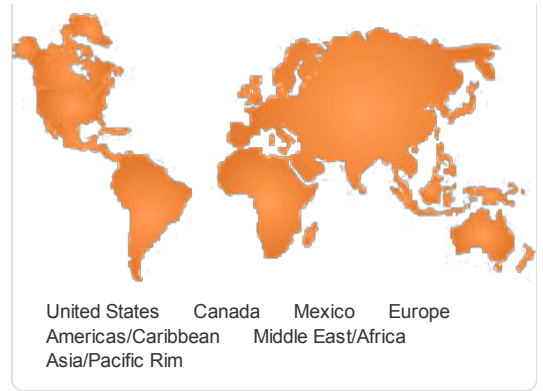 United States Canada Mexico Europe
Americas/Caribbean Middle East/Africa
Asia/Pacific Rim